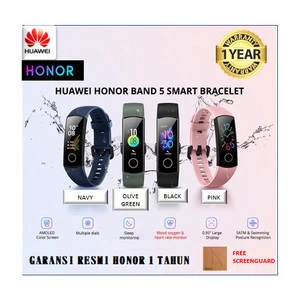 HUAWEI
HONOR
WARRANTY
1 YEAR
WARRANTY
HUAWEI HONOR BAND 5 SMART BRACELET
NAVY
OLIVE GREEN
BLACK
PINK
AMOLED
Color Screen
Multiple dials
Sleep
monitoring
Blood oxygen &
heart rate monitor
0.95" Large
Display
5ATM & Swimming
Posture Recognition
GARANSI RESMI HONOR 1 TAHUN
FREE
SCREENGUARD